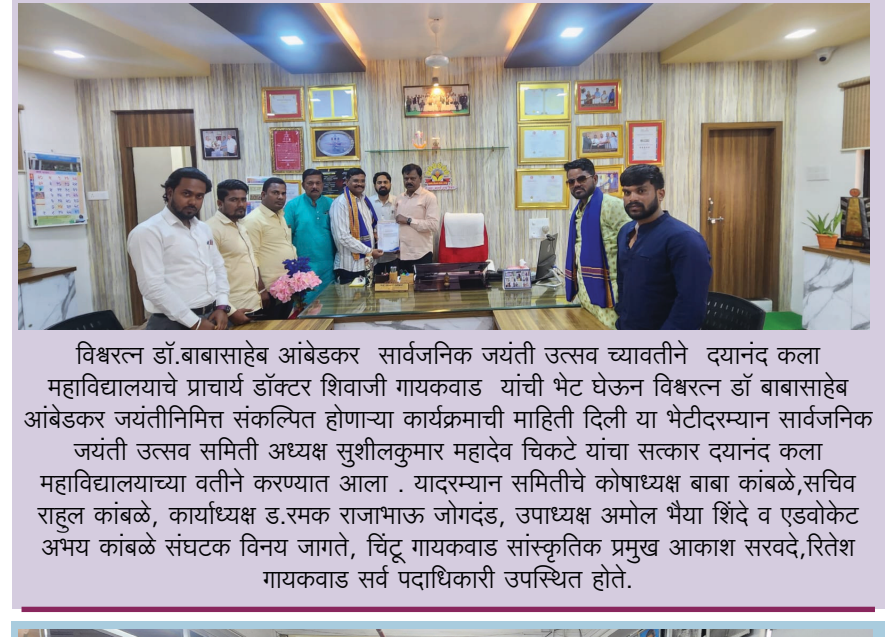 विश्वरत्न डॉ.बाबासाहेब आंबेडकर सार्वजनिक जयंती उत्सव च्यावतीने दयानंद कला
महाविद्यालयाचे प्राचार्य डॉक्टर शिवाजी गायकवाड यांची भेट घेऊन विश्वरत्न डॉ बाबासाहेब
आंबेडकर जयंतीनिमित्त संकल्पित होणाऱ्या कार्यक्रमाची माहिती दिली या भेटीदरम्यान सार्वजनिक
जयंती उत्सव समिती अध्यक्ष सुशीलकुमार महादेव चिकटे यांचा सत्कार दयानंद कला
महाविद्यालयाच्या वतीने करण्यात आला . यादरम्यान समितीचे कोषाध्यक्ष बाबा कांबळे,सचिव
राहुल कांबळे, कार्याध्यक्ष ड.रमक राजाभाऊ जोगदंड, उपाध्यक्ष अमोल भैया शिंदे व एडवोकेट
अभय कांबळे संघटक विनय जागते, चिंटू गायकवाड सांस्कृतिक प्रमुख आकाश सरवदे,रितेश
गायकवाड सर्व पदाधिकारी उपस्थित होते.